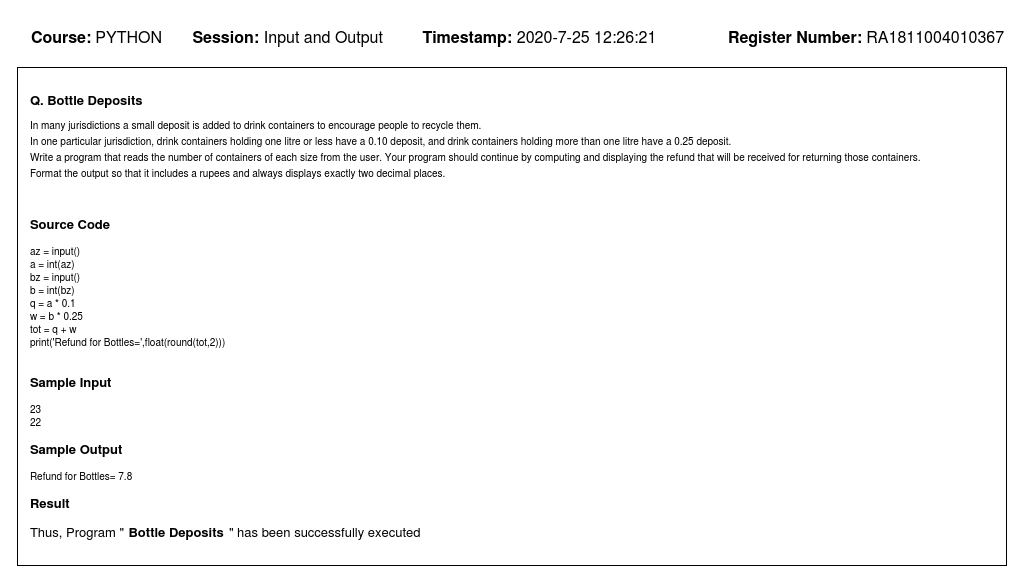 Course: PYTHON Session: Input and Output Timestamp: 2020-7-25 12:26:21 Register Number: RA1811004010367
Q. Bottle Deposits
In many jurisdictions a small deposit is added to drink containers to encourage people to recycle them.
In one particular jurisdiction, drink containers holding one litre or less have a 0.10 deposit, and drink containers holding more than one litre have a 0.25 deposit.
Write a program that reads the number of containers of each size from the user. Your program should continue by computing and displaying the refund that will be received for returning those containers.
Format the output so that it includes a rupees and always displays exactly two decimal places.
Source Code
az = input()
a = int(az)
bz = input()
b = int(bz)
q = a * 0.1
w = b * 0.25
tot = q + w
print('Refund for Bottles=',float(round(tot,2)))
Sample Input
23
22
Sample Output
Refund for Bottles= 7.8
Result
Thus, Program " Bottle Deposits " has been successfully executed